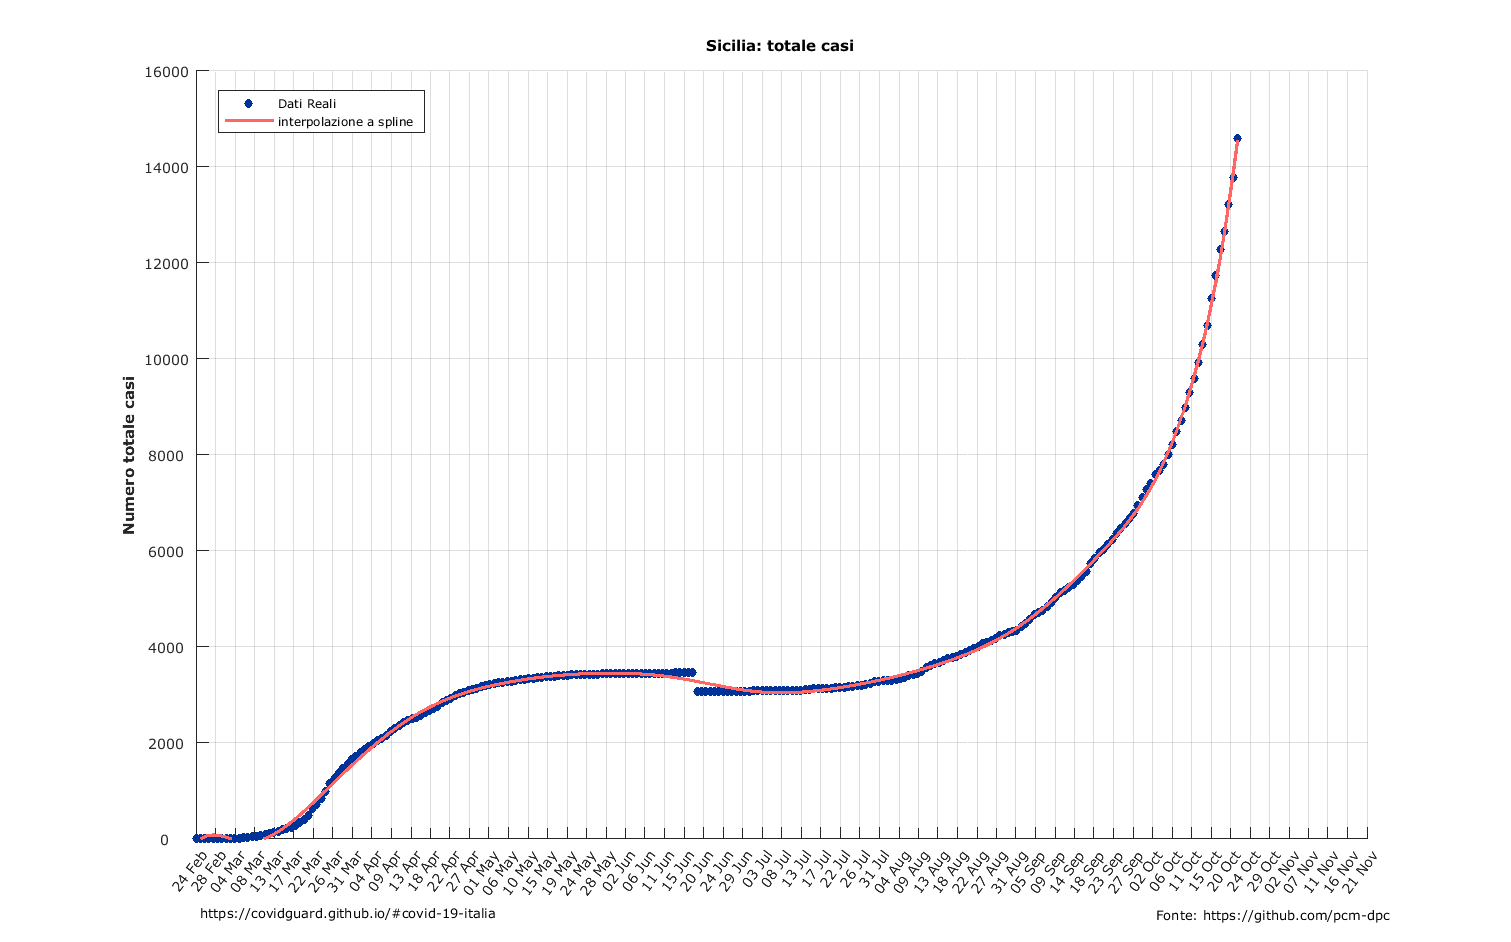 Sicilia: totale casi
16000
14000
12000
10000
8000
6000
4000
2000
0
Numero totale casi
Dati Reali
interpolazione a spline
24 Feb
28 Feb
04 Mar
08 Mar
13 Mar
17 Mar
22 Mar
26 Mar
31 Mar
04 Apr
09 Apr
13 Apr
18 Apr
22 Apr
27 Apr
01 May
06 May
10 May
15 May
19 May
24 May
28 May
02 Jun
06 Jun
11 Jun
15 Jun
20 Jun
24 Jun
29 Jun
03 Jul
08 Jul
13 Jul
17 Jul
22 Jul
26 Jul
31 Jul
04 Aug
09 Aug
13 Aug
18 Aug
22 Aug
27 Aug
31 Aug
05 Sep
09 Sep
14 Sep
18 Sep
23 Sep
27 Sep
02 Oct
06 Oct
11 Oct
15 Oct
20 Oct
24 Oct
29 Oct
02 Nov
07 Nov
11 Nov
16 Nov
21 Nov
https://covidguard.github.io/#covid-19-italia
Fonte: https://github.com/pcm-dpc